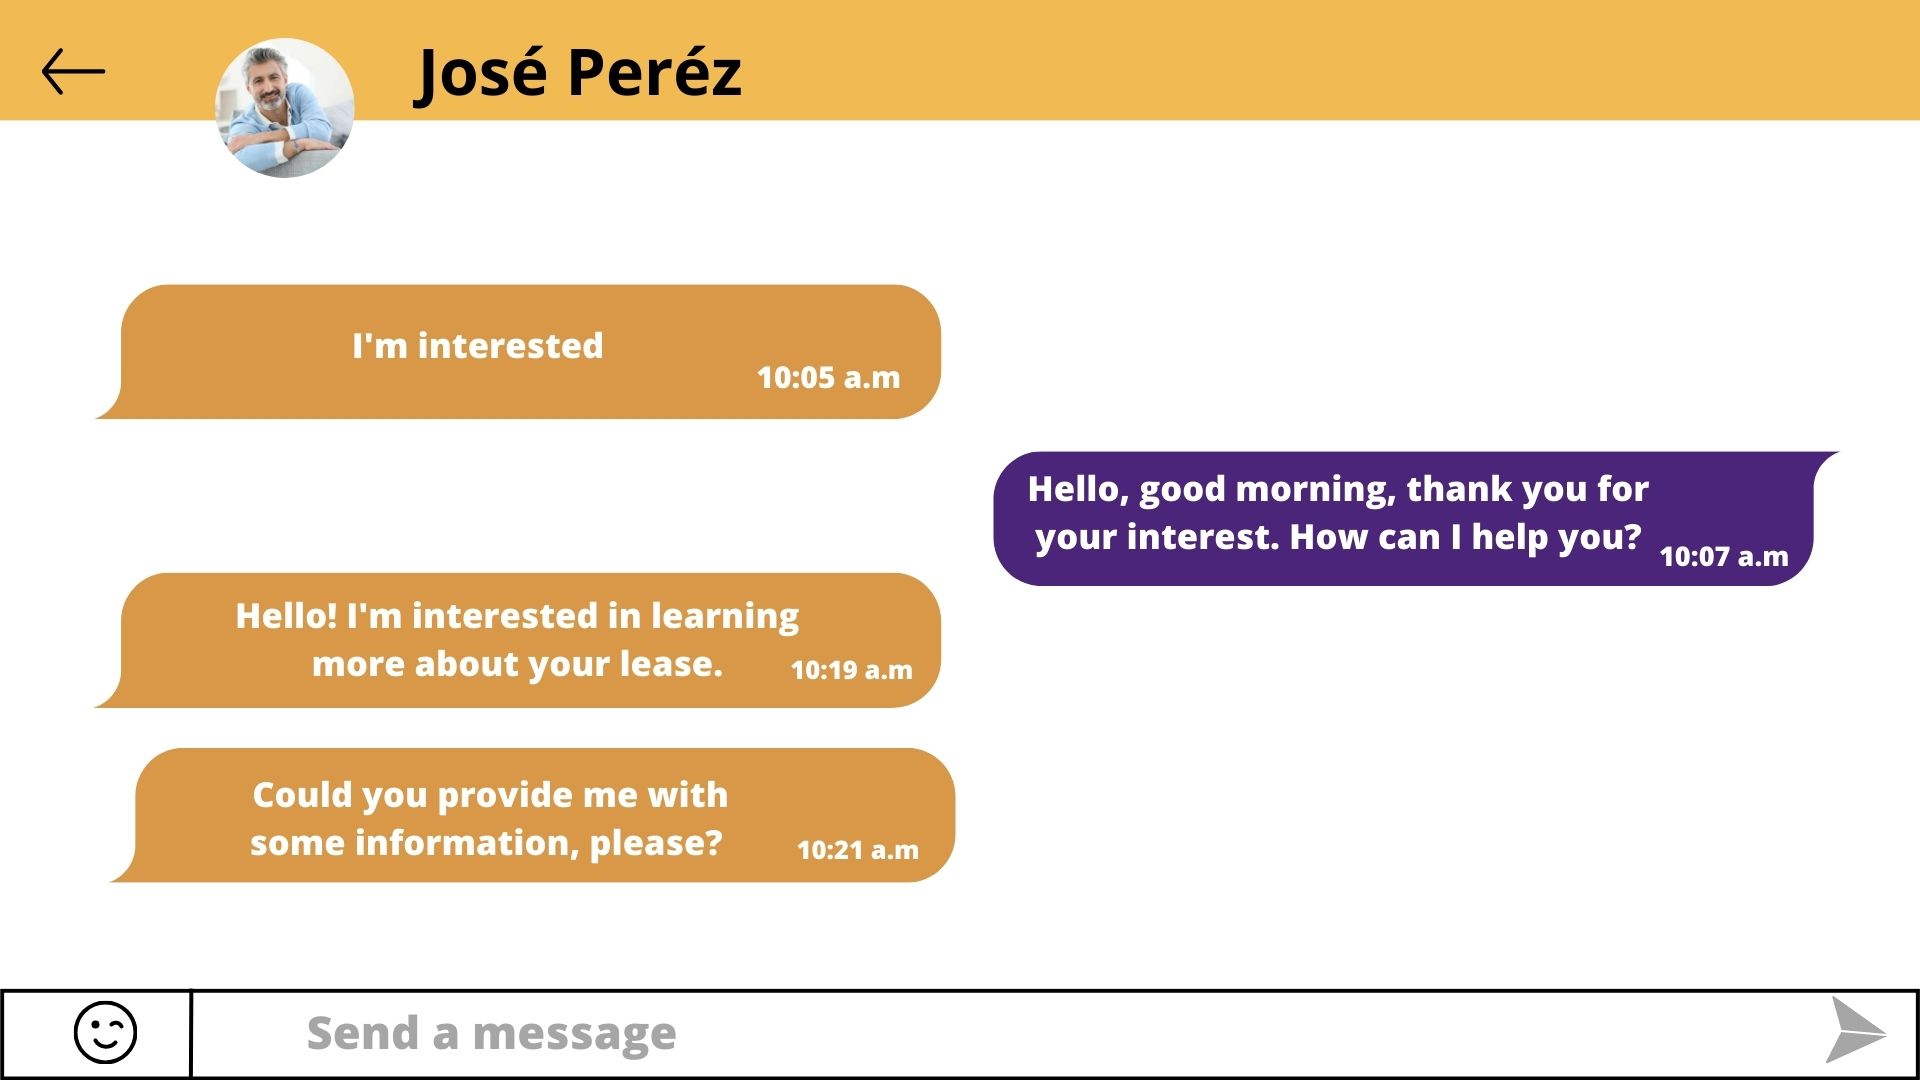 José Peréz
I'm interested
10:05 a.m
Hello, good morning, thank you for
your interest. How can I help you?
10:07 a.m
Hello! I'm interested in learning
more about your lease.
10:19 a.m
Could you provide me with
some information, please?
10:21 a.m
Send a message